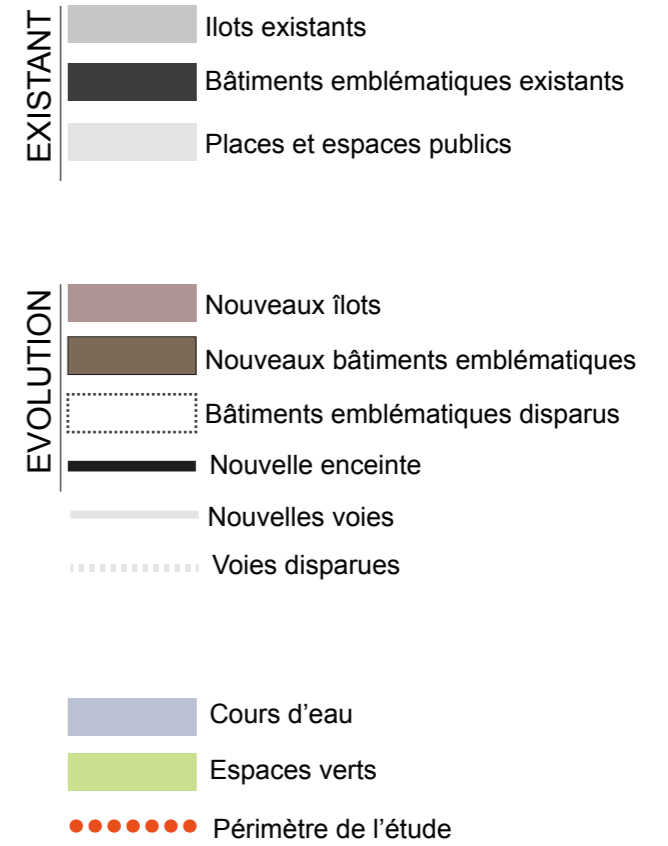 EXISTANT
Ilots existants
Bâtiments emblématiques existants
Places et espaces publics
EVOLUTION
Nouveaux îlots
Nouveaux bâtiments emblématiques
Bâtiments emblématiques disparus
Nouvelle enceinte
Nouvelles voies
Voies disparues
Cours d’eau
Espaces verts
Périmètre de l’étude